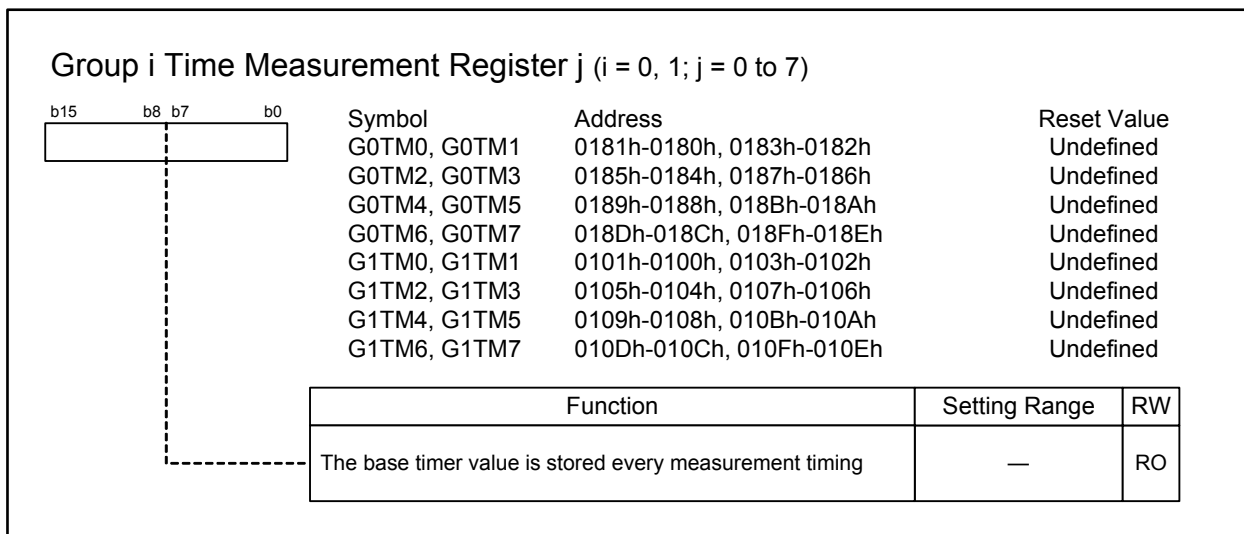 Group i Time Measurement Register j (i = 0, 1; j = 0 to 7)
b15 b8 b7 b0
Symbol Address Reset Value
G0TM0, G0TM1 0181h-0180h, 0183h-0182h Undefined
G0TM2, G0TM3 0185h-0184h, 0187h-0186h Undefined
G0TM4, G0TM5 0189h-0188h, 018Bh-018Ah Undefined
G0TM6, G0TM7 018Dh-018Ch, 018Fh-018Eh Undefined
G1TM0, G1TM1 0101h-0100h, 0103h-0102h Undefined
G1TM2, G1TM3 0105h-0104h, 0107h-0106h Undefined
G1TM4, G1TM5 0109h-0108h, 010Bh-010Ah Undefined
G1TM6, G1TM7 010Dh-010Ch, 010Fh-010Eh Undefined
Function Setting Range RW
The base timer value is stored every measurement timing — RO